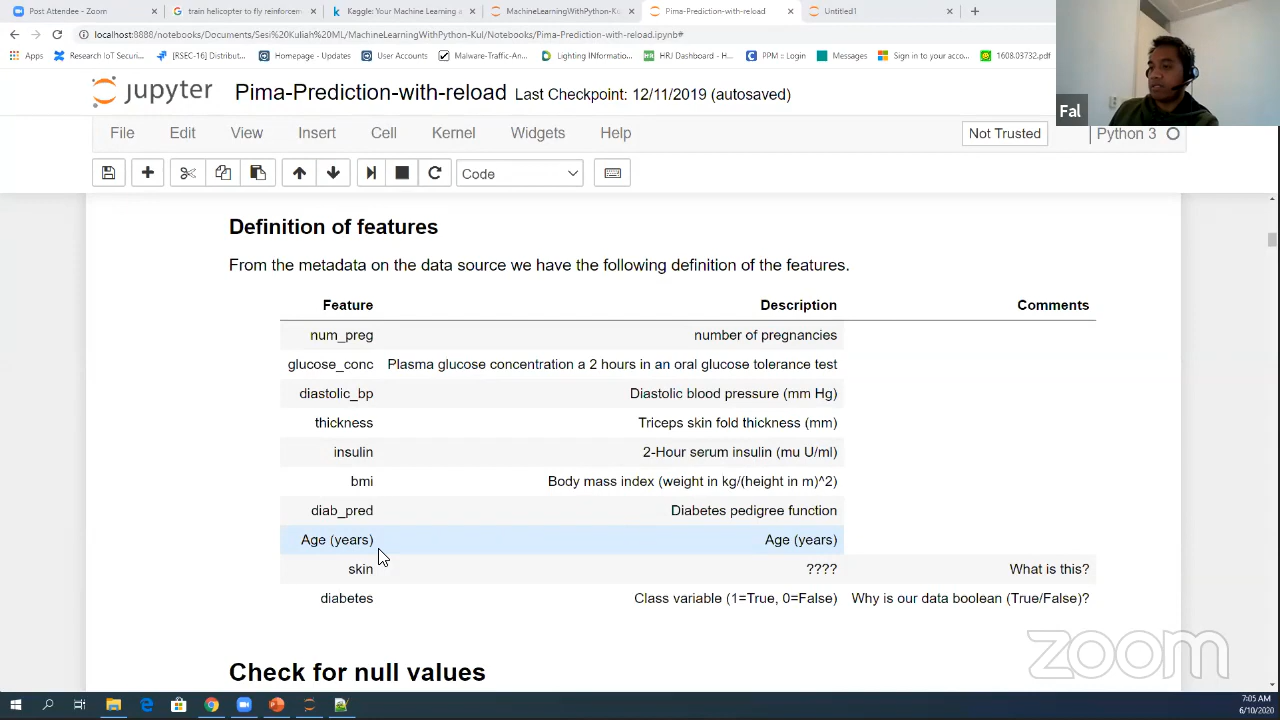 Post Attendee - Zoom
train helicopter to fly reinforcem
Kaggle: Your Machine Learning a
MachineLearningWithPython-Kul
Pima-Prediction-with-reload
Untitled1
localhost:8888/notebooks/Documents/Sesi%20Kuliah%20ML/MachineLearningWithPython-Kul/Notebooks/Pima-Prediction-with-reload.ipynb#
Apps
Zoom
Research IoT Securi...
[RSEC-16] Distribut...
Homepage - Updates
User Accounts
Malware-Traffic-An...
Lighting INformatio...
HRJ Dashboard - H...
PPM :: Login
Messages
Sign in to your acco...
1608.03732.pdf
jupyter Pima-Prediction-with-reload Last Checkpoint: 12/11/2019 (autosaved)
Fal
File Edit View Insert Cell Kernel Widgets Help Not Trusted Python 3
Code
Definition of features
From the metadata on the data source we have the following definition of the features.
Feature Description Comments
num_preg number of pregnancies
glucose_conc Plasma glucose concentration a 2 hours in an oral glucose tolerance test
diastolic_bp Diastolic blood pressure (mm Hg)
thickness Triceps skin fold thickness (mm)
insulin 2-Hour serum insulin (mu U/ml)
bmi Body mass index (weight in kg/(height in m)^2)
diab_pred Diabetes pedigree function
Age (years) Age (years)
skin ???? What is this?
diabetes Class variable (1=True, 0=False) Why is our data boolean (True/False)?
zoom
Check for null values
7:05 AM
6/10/2020